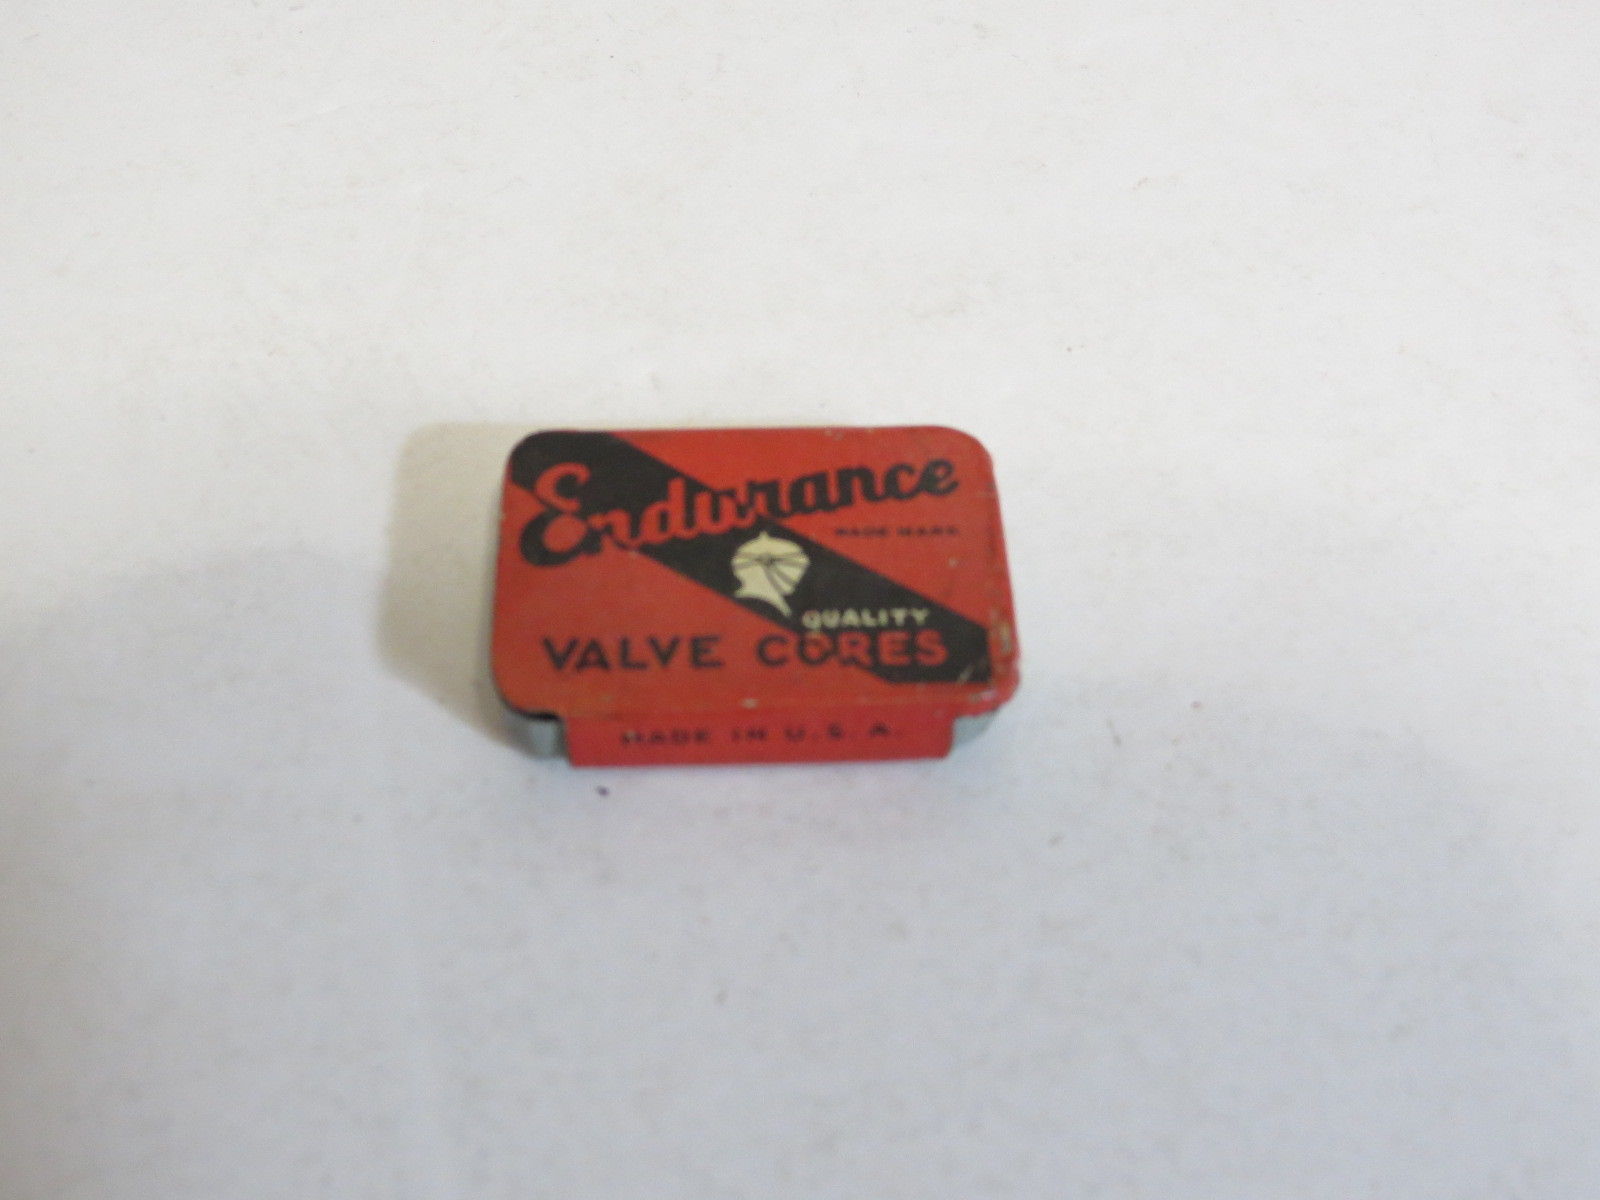 Endurance
TRADE MARK
QUALITY
VALVE CORES
MADE IN U.S.A.